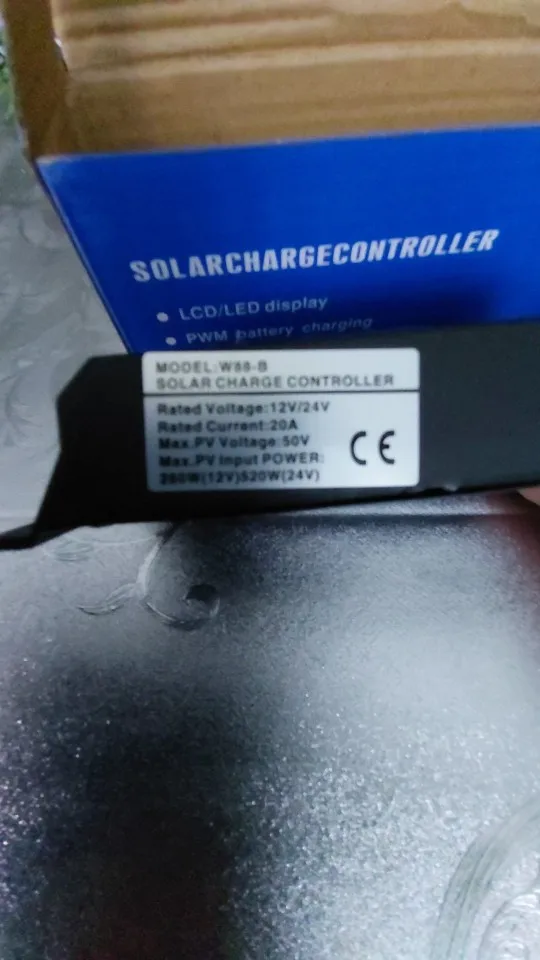 SOLARCHARGECONTROLLER
● LCD/LED display
● PWM battery charging
MODEL:W88-B
SOLAR CHARGE CONTROLLER
Rated Voltage:12V/24V
Rated Current:20A
Max.PV Voltage:50V
Max.PV Input POWER:
260W(12V)520W(24V)
CE